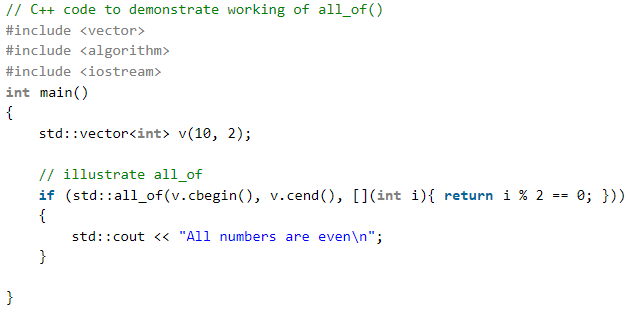 // C++ code to demonstrate working of all_of()
#include <vector>
#include <algorithm>
#include <iostream>
int main()
{
    std::vector<int> v(10, 2);

    // illustrate all_of
    if (std::all_of(v.cbegin(), v.cend(), [](int i){ return i % 2 == 0; }))
    {
        std::cout << "All numbers are even\n";
    }

}